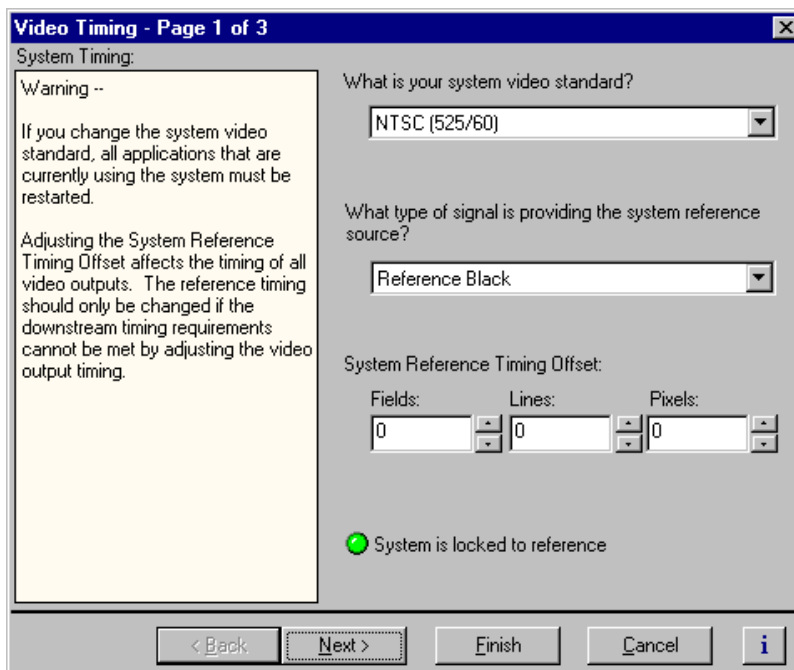 Video Timing - Page 1 of 3
System Timing:
Warning --
If you change the system video
standard, all applications that are
currently using the system must be
restarted.
Adjusting the System Reference
Timing Offset affects the timing of all
video outputs.  The reference timing
should only be changed if the
downstream timing requirements
cannot be met by adjusting the video
output timing.
What is your system video standard?
NTSC (525/60)
What type of signal is providing the system reference
source?
Reference Black
System Reference Timing Offset:
Fields: Lines: Pixels:
0 0 0
System is locked to reference
< Back Next > Finish Cancel i